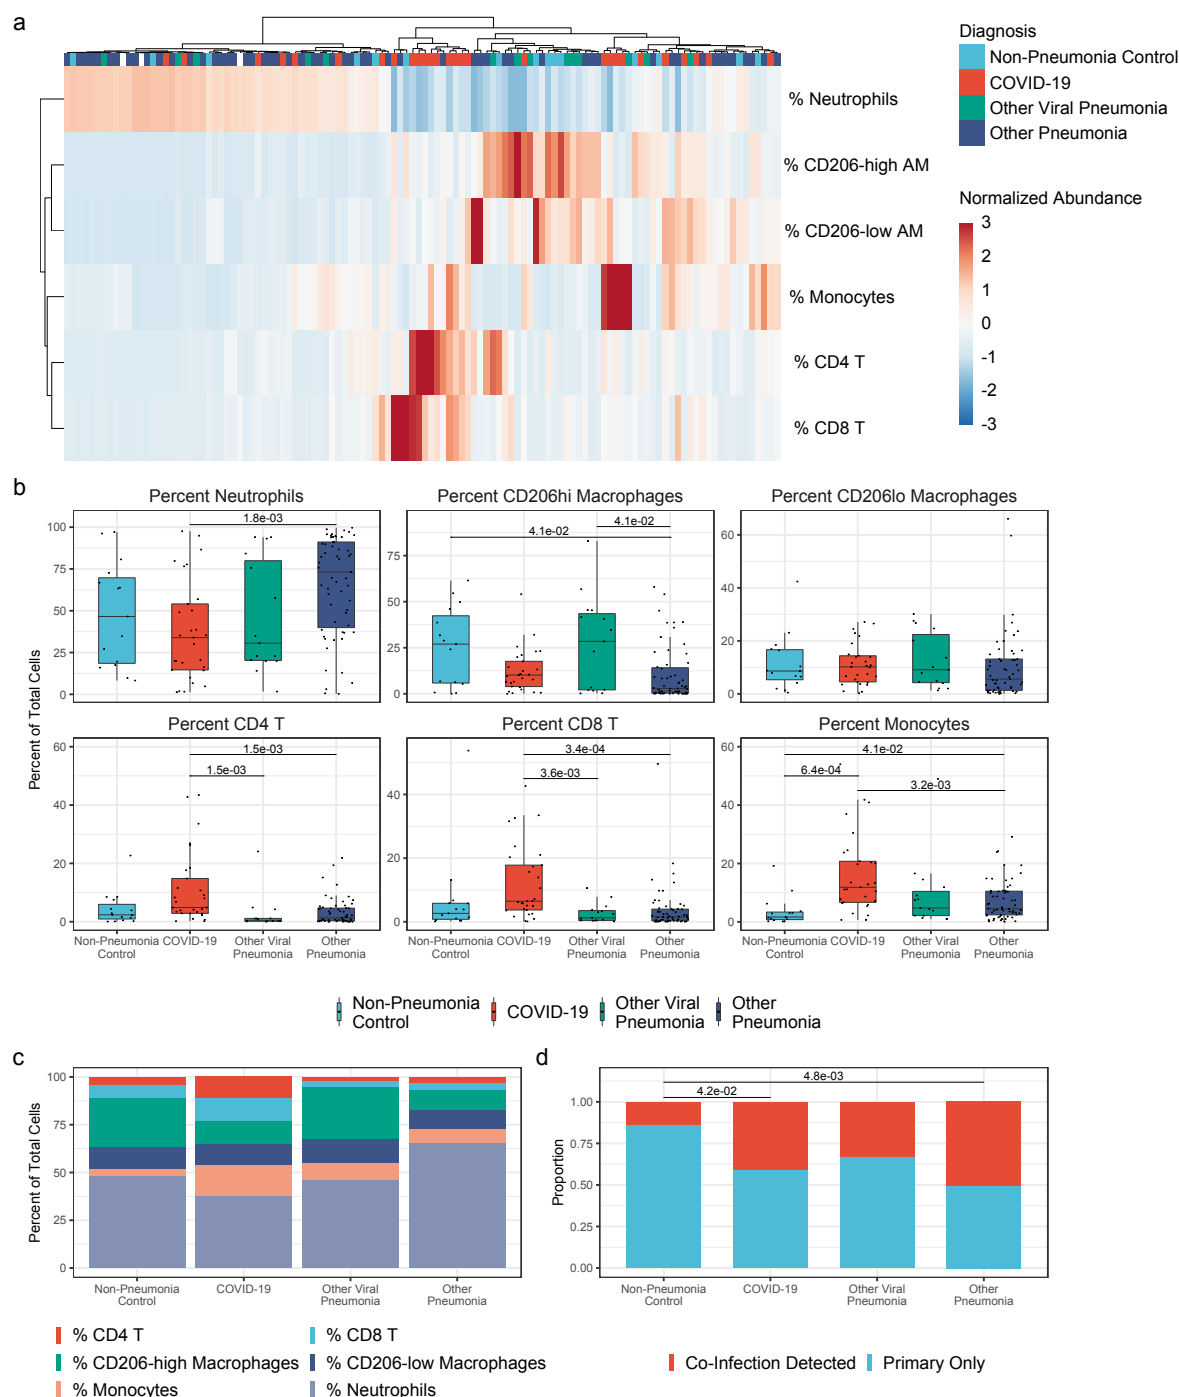 a
Diagnosis
Non-Pneumonia Control
COVID-19
Other Viral Pneumonia
Other Pneumonia
% Neutrophils
% CD206-high AM
% CD206-low AM
% Monocytes
% CD4 T
% CD8 T
Normalized Abundance
3
2
1
0
-1
-2
-3
b
Percent of Total Cells
Percent Neutrophils
100
75
50
25
0
1.8e-03
Percent CD206hi Macrophages
75
50
25
0
4.1e-02
4.1e-02
Percent CD206lo Macrophages
60
40
20
0
Percent CD4 T
60
40
20
0
1.5e-03
1.5e-03
Non-Pneumonia
Control
COVID-19
Other Viral
Pneumonia
Other
Pneumonia
Percent CD8 T
40
20
0
3.4e-04
3.6e-03
Non-Pneumonia
Control
COVID-19
Other Viral
Pneumonia
Other
Pneumonia
Percent Monocytes
60
40
20
0
4.1e-02
6.4e-04
3.2e-03
Non-Pneumonia
Control
COVID-19
Other Viral
Pneumonia
Other
Pneumonia
Non-Pneumonia
Control
COVID-19
Other Viral
Pneumonia
Other
Pneumonia
c
Percent of Total Cells
100
75
50
25
0
Non-Pneumonia
Control
COVID-19
Other Viral
Pneumonia
Other
Pneumonia
% CD4 T
% CD8 T
% CD206-high Macrophages
% CD206-low Macrophages
% Monocytes
% Neutrophils
d
Proportion
1.00
0.75
0.50
0.25
0.00
4.8e-03
4.2e-02
Non-Pneumonia
Control
COVID-19
Other Viral
Pneumonia
Other
Pneumonia
Co-Infection Detected
Primary Only